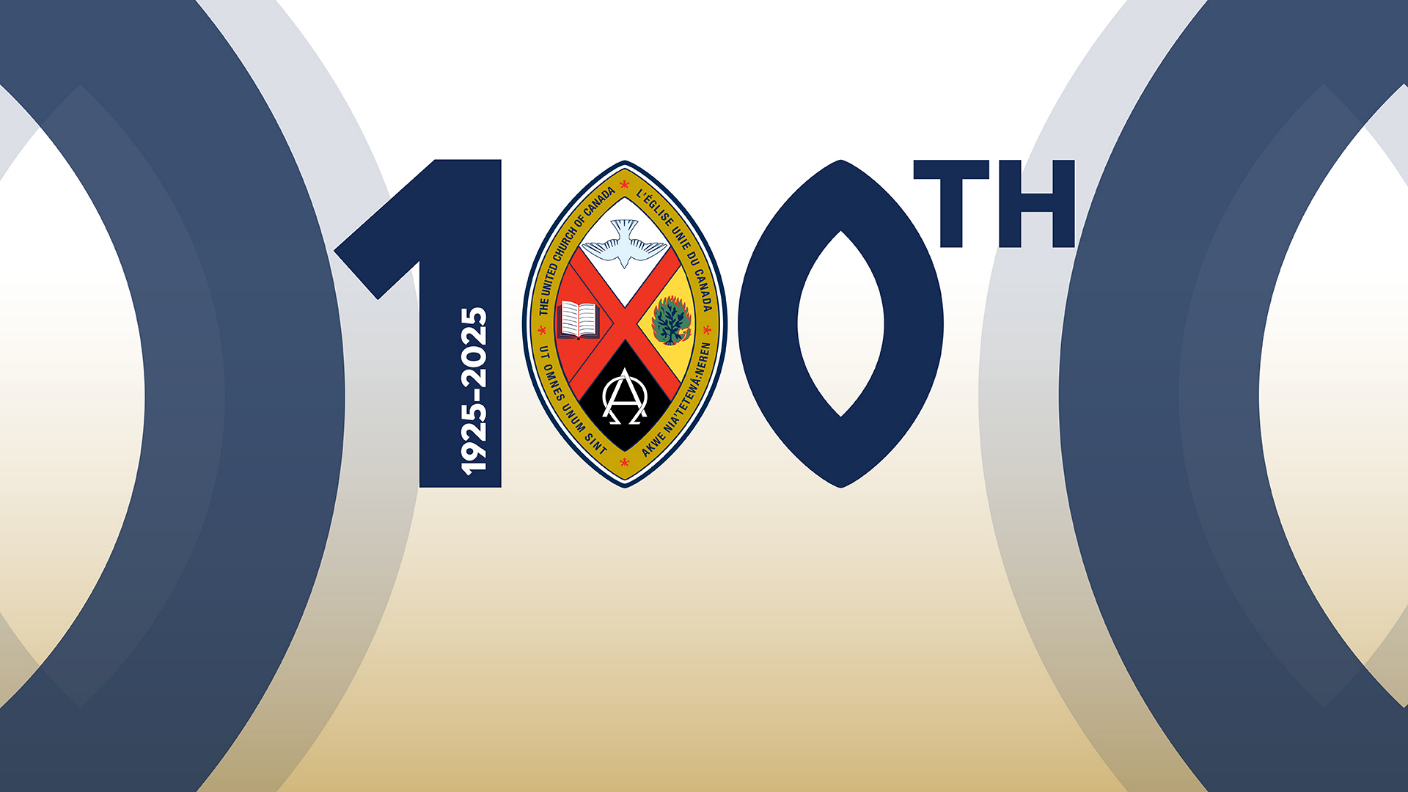 100TH
1925-2025
THE UNITED CHURCH OF CANADA
L'ÉGLISE UNIE DU CANADA
UT OMNES UNUM SINT
AKWE NIA'TETEWÁ:NEREN
ΑΩ